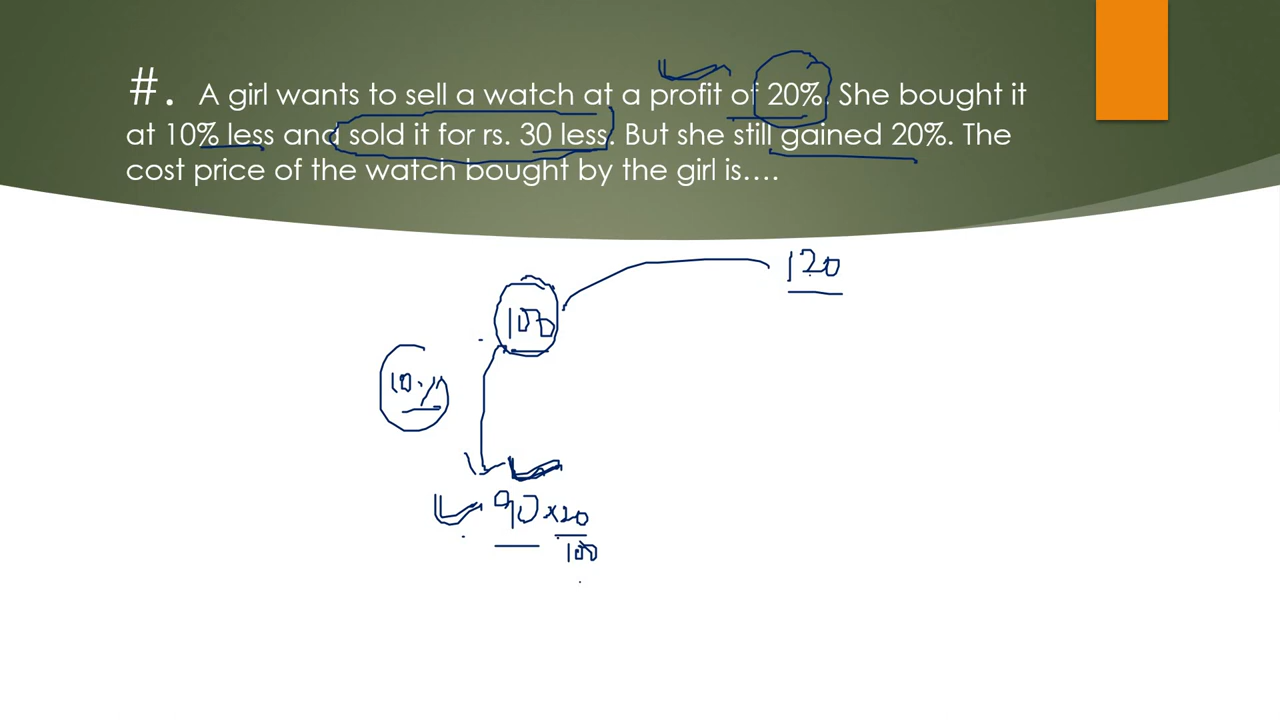 #. A girl wants to sell a watch at a profit of 20%. She bought it
at 10% less and sold it for rs. 30 less. But she still gained 20%. The
cost price of the watch bought by the girl is....
120
100
10%
90 x 20
100